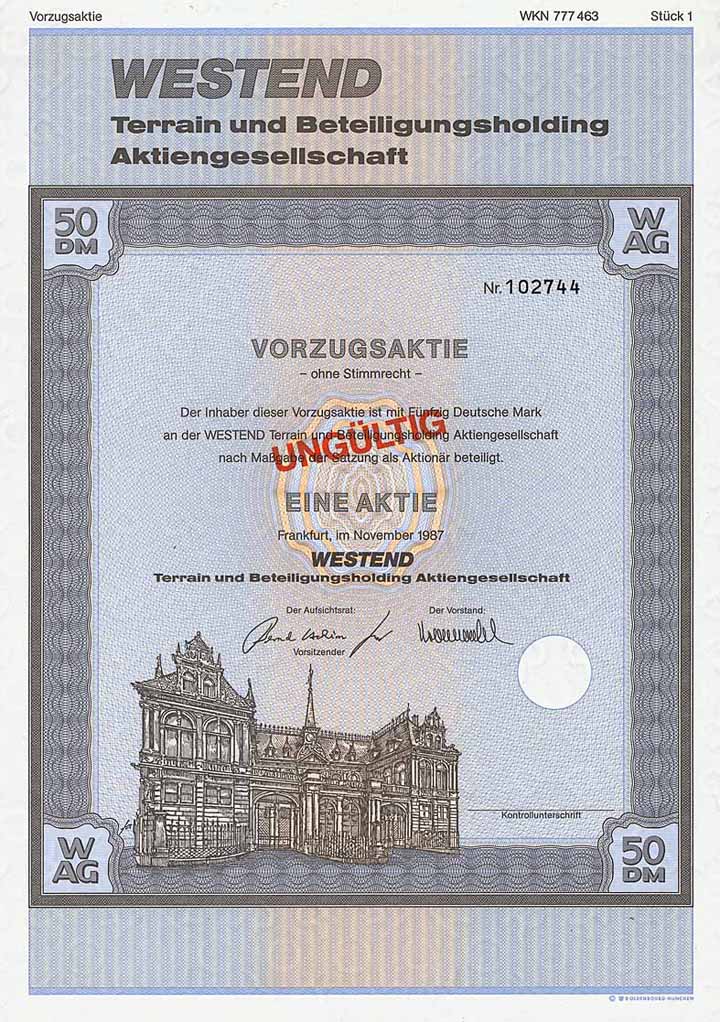 Vorzugsaktie WKN 777 463 Stück 1
WESTEND
Terrain und Beteiligungsholding
Aktiengesellschaft
50 DM
W AG
Nr. 102744
VORZUGSAKTIE
– ohne Stimmrecht –
Der Inhaber dieser Vorzugsaktie ist mit Fünfzig Deutsche Mark
an der WESTEND Terrain und Beteiligungsholding Aktiengesellschaft
nach Maßgabe der Satzung als Aktionär beteiligt.
UNGÜLTIG
EINE AKTIE
Frankfurt, im November 1987
WESTEND
Terrain und Beteiligungsholding Aktiengesellschaft
Der Aufsichtsrat: Der Vorstand:
Vorsitzender
Kontrollunterschrift
W AG
50 DM